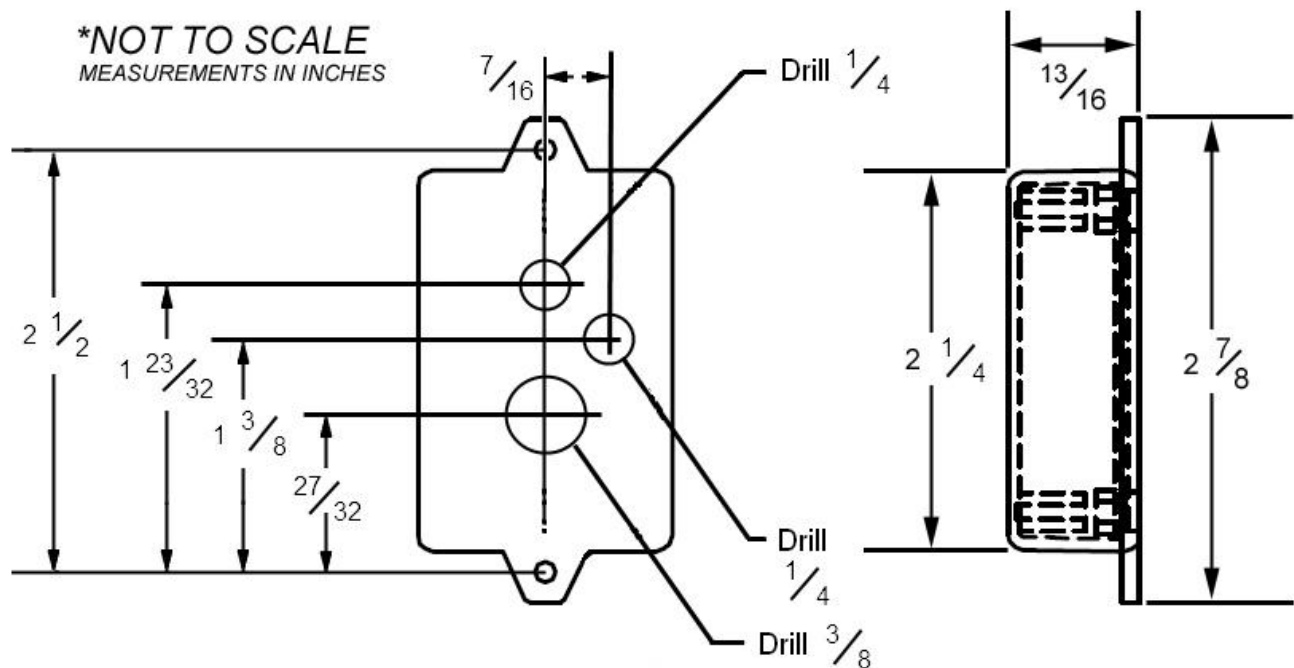 *NOT TO SCALE
MEASUREMENTS IN INCHES
7/16
Drill 1/4
13/16
2 1/2
1 23/32
1 3/8
27/32
2 1/4
2 7/8
Drill 1/4
Drill 3/8